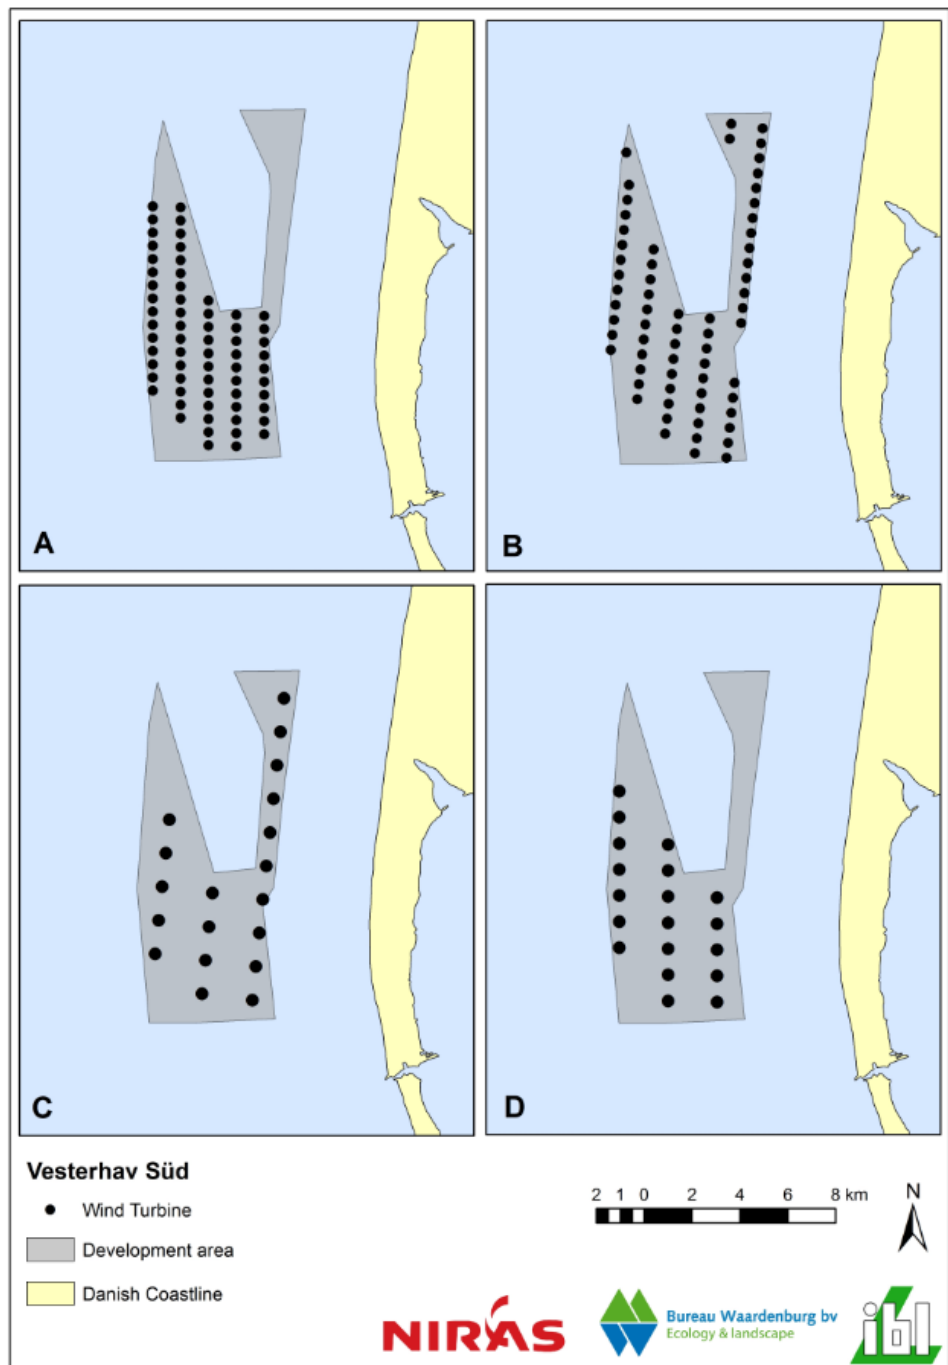 A
B
C
D
Vesterhav Süd
Wind Turbine
Development area
Danish Coastline
2 1 0 2 4 6 8 km
N
NIRAS
Bureau Waardenburg bv
Ecology & landscape
ibl